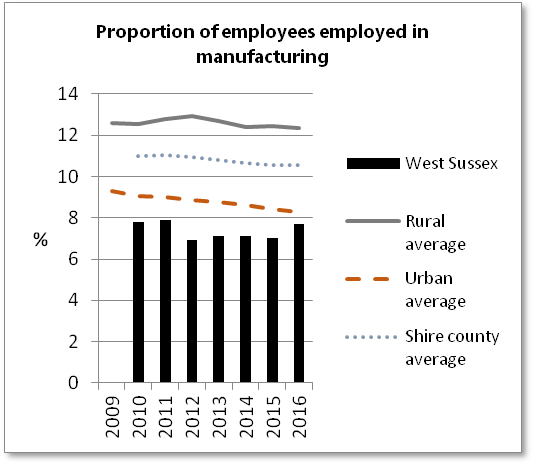 Proportion of employees employed in
manufacturing
14
12
10
8
6
4
2
0
%
2009
2010
2011
2012
2013
2014
2015
2016
West Sussex
Rural
average
Urban
average
Shire county
average